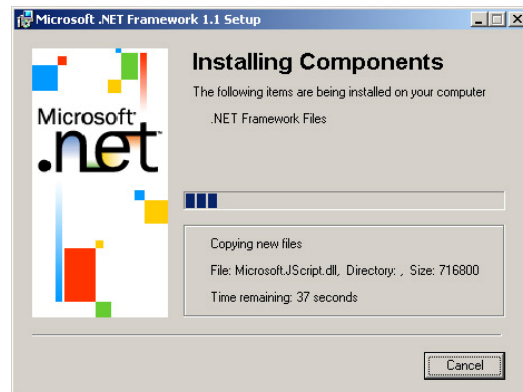 Microsoft .NET Framework 1.1 Setup
Microsoft
.net
Installing Components
The following items are being installed on your computer
.NET Framework Files
Copying new files
File: Microsoft.JScript.dll, Directory: , Size: 716800
Time remaining: 37 seconds
Cancel